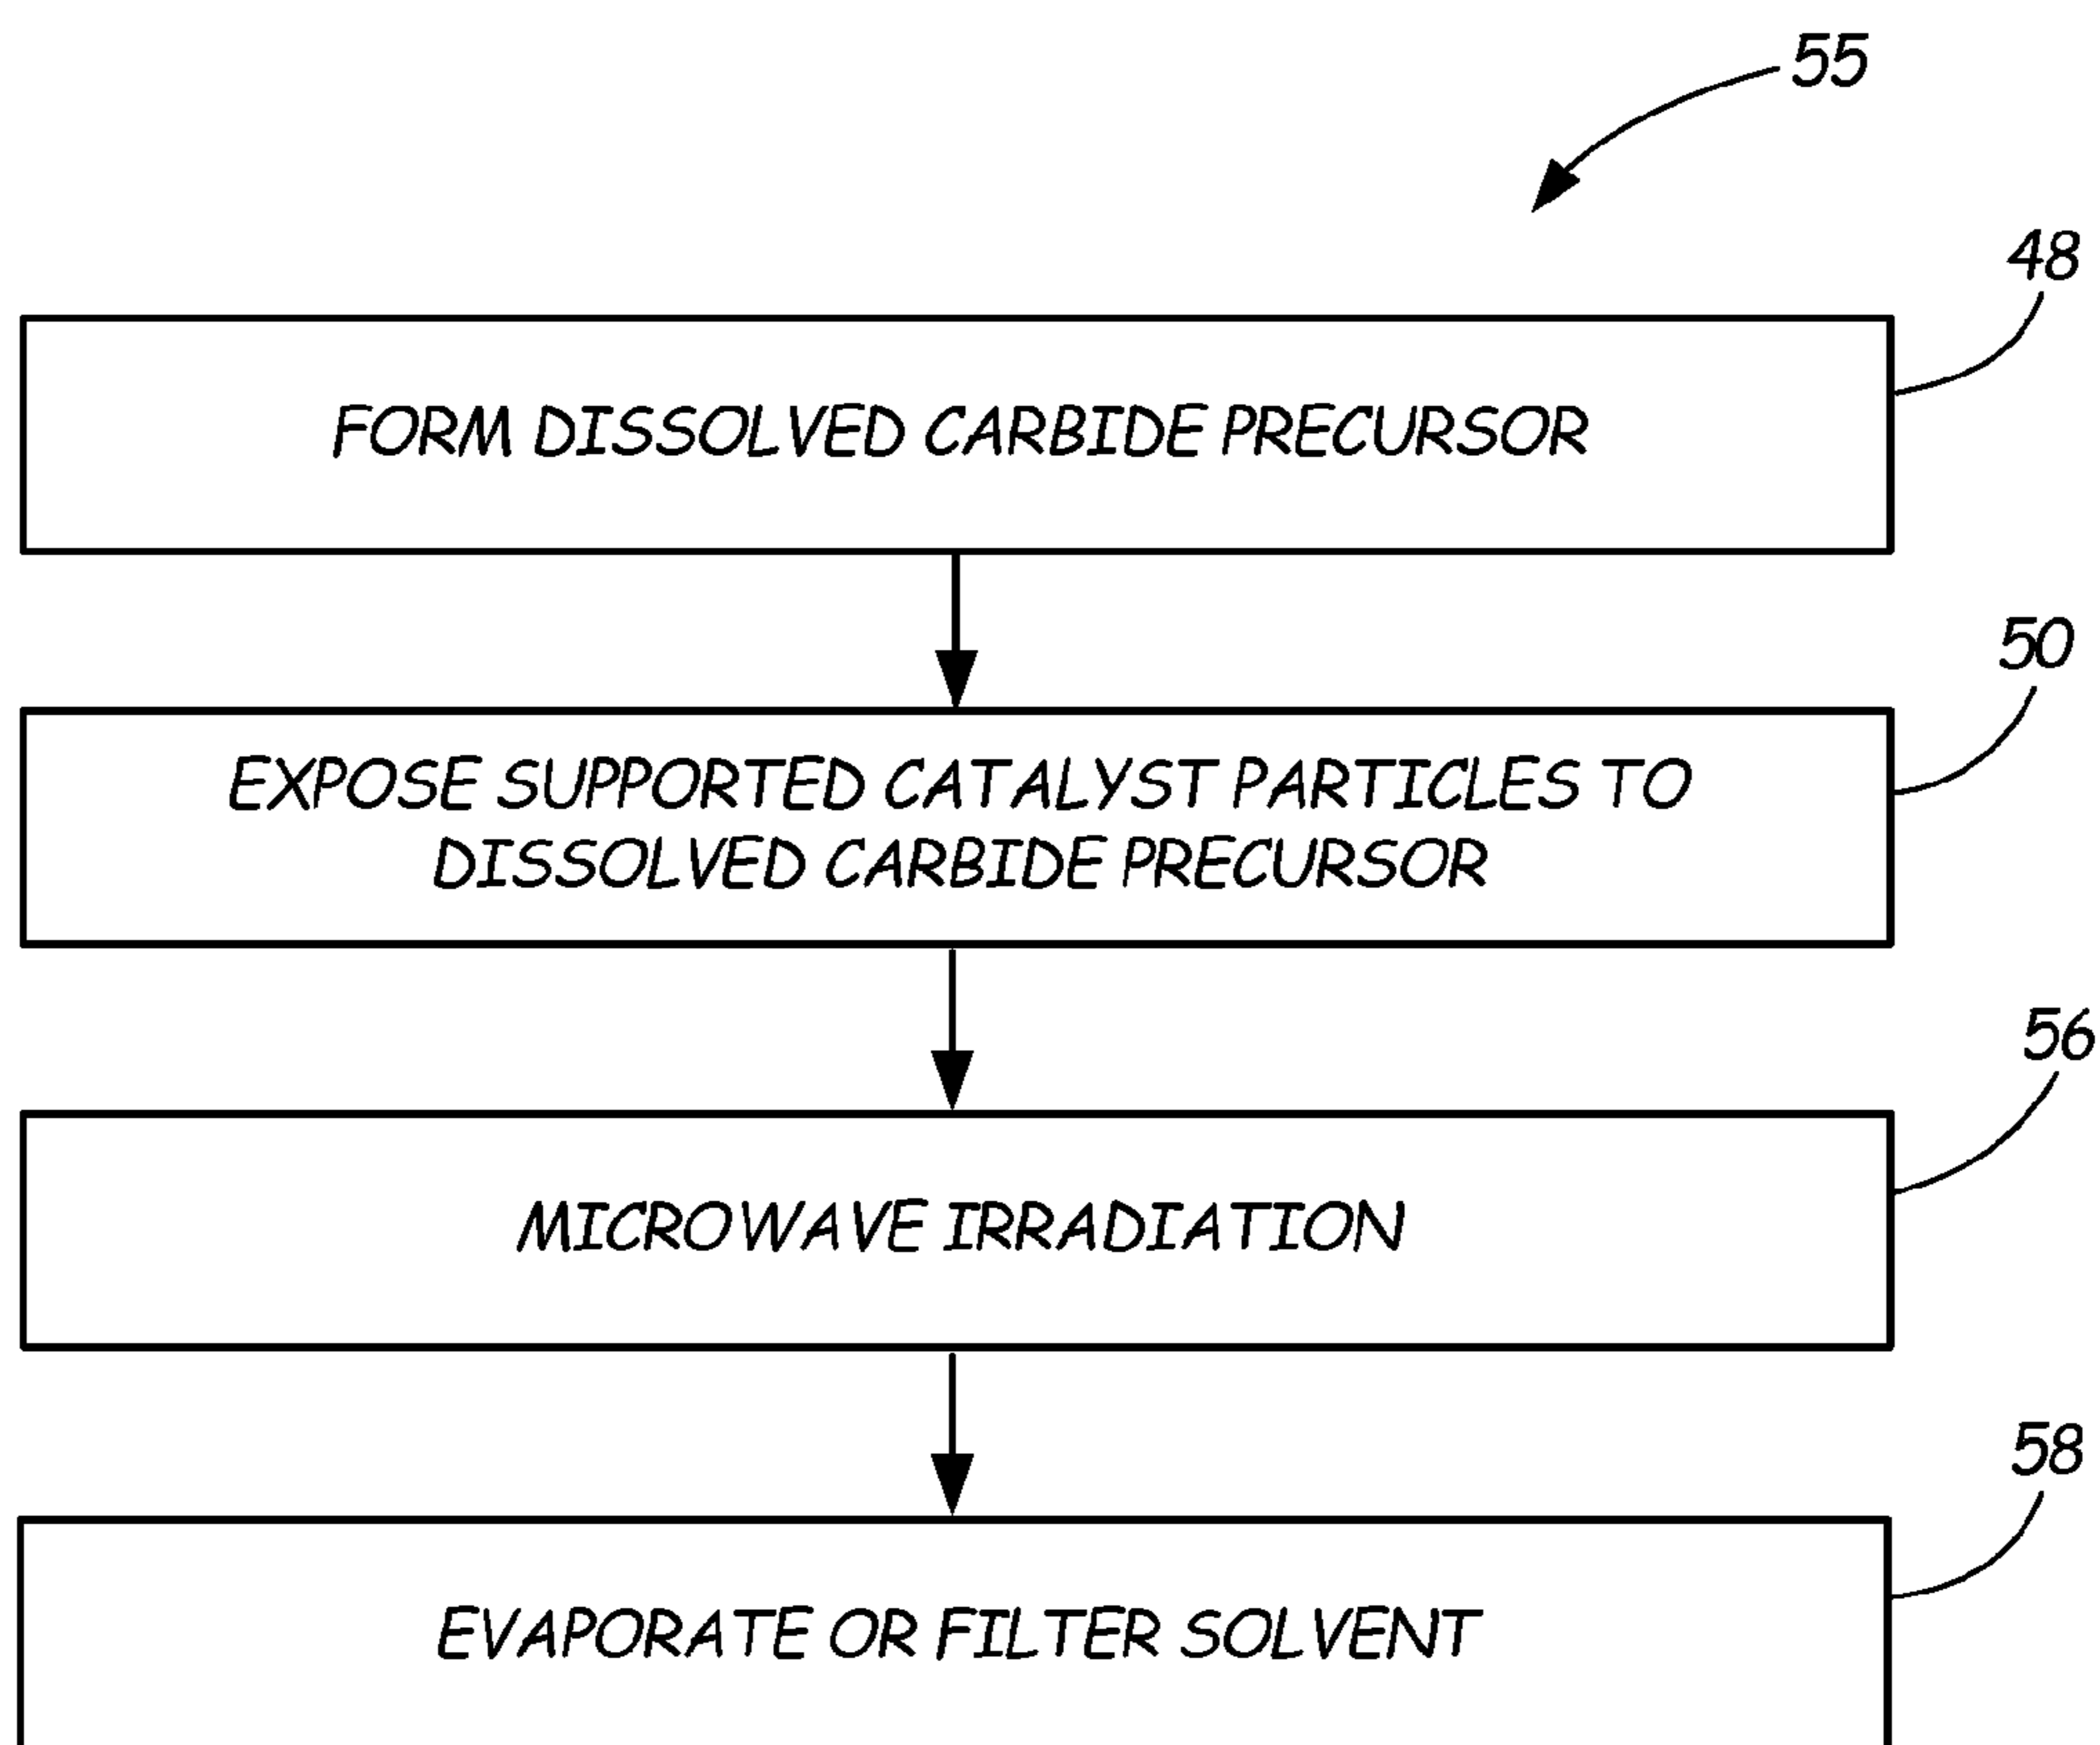 55
48
FORM DISSOLVED CARBIDE PRECURSOR
50
EXPOSE SUPPORTED CATALYST PARTICLES TO
DISSOLVED CARBIDE PRECURSOR
56
MICROWAVE IRRADIATION
58
EVAPORATE OR FILTER SOLVENT